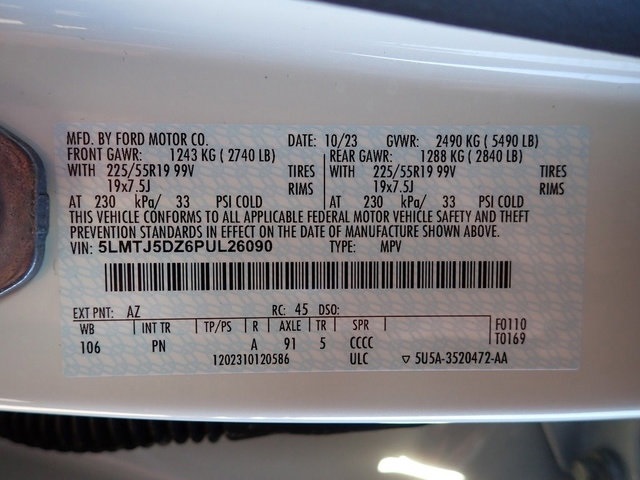 MFD. BY FORD MOTOR CO. DATE: 10/23 GVWR: 2490 KG ( 5490 LB)
FRONT GAWR: 1243 KG ( 2740 LB) REAR GAWR: 1288 KG ( 2840 LB)
WITH 225/55R19 99V TIRES WITH 225/55R19 99V TIRES
19x7.5J RIMS 19x7.5J RIMS
AT 230 kPa/ 33 PSI COLD AT 230 kPa/ 33 PSI COLD
THIS VEHICLE CONFORMS TO ALL APPLICABLE FEDERAL MOTOR VEHICLE SAFETY AND THEFT
PREVENTION STANDARDS IN EFFECT ON THE DATE OF MANUFACTURE SHOWN ABOVE.
VIN: 5LMTJ5DZ6PUL26090 TYPE: MPV
EXT PNT: AZ RC: 45 DSO:
WB INT TR TP/PS R AXLE TR SPR F0110
106 PN A 91 5 CCCC T0169
1202310120586 ULC ▽ 5U5A-3520472-AA